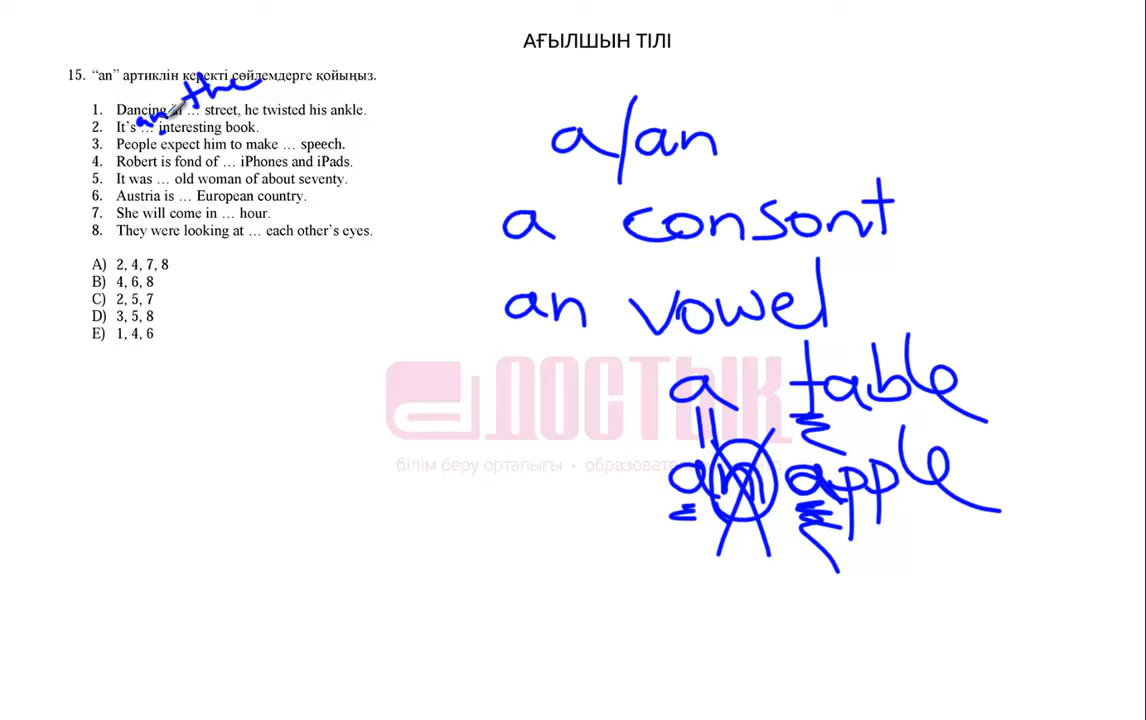 АҒЫЛШЫН ТІЛІ
15. “an” артиклін керекті сөйлемдерге қойыңыз.
the
1. Dancing in … street, he twisted his ankle.
an
2. It’s … interesting book.
3. People expect him to make … speech.
4. Robert is fond of … iPhones and iPads.
5. It was … old woman of about seventy.
6. Austria is … European country.
7. She will come in … hour.
8. They were looking at … each other’s eyes.
A) 2, 4, 7, 8
B) 4, 6, 8
C) 2, 5, 7
D) 3, 5, 8
E) 1, 4, 6
a/an
a consont
an vowel
a table
an apple
ДОСТЫҚ
білім беру орталығы •